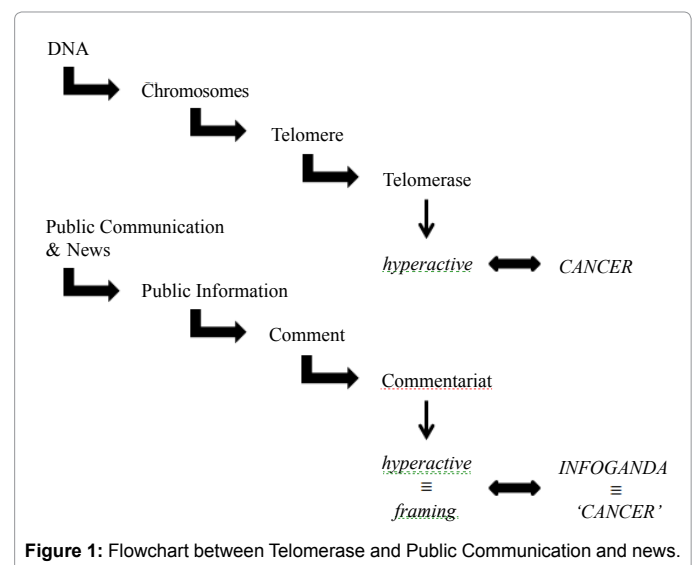 DNA
Chromosomes
Telomere
Telomerase
hyperactive CANCER
Public Communication
& News
Public Information
Comment
Commentariat
hyperactive INFOGANDA
≡ ≡
framing 'CANCER'
Figure 1: Flowchart between Telomerase and Public Communication and news.